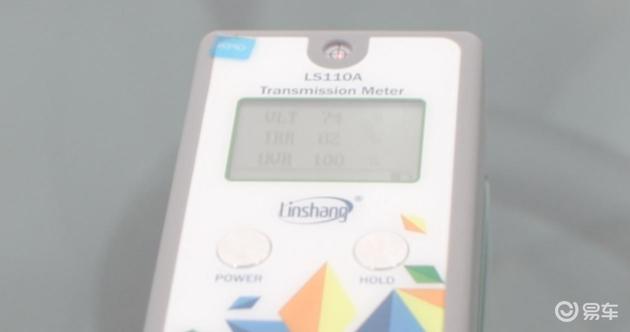 LS110A
Transmission Meter
VLT 74 %
IRR 82 %
UVR 100 %
Linshang®
POWER HOLD
易车